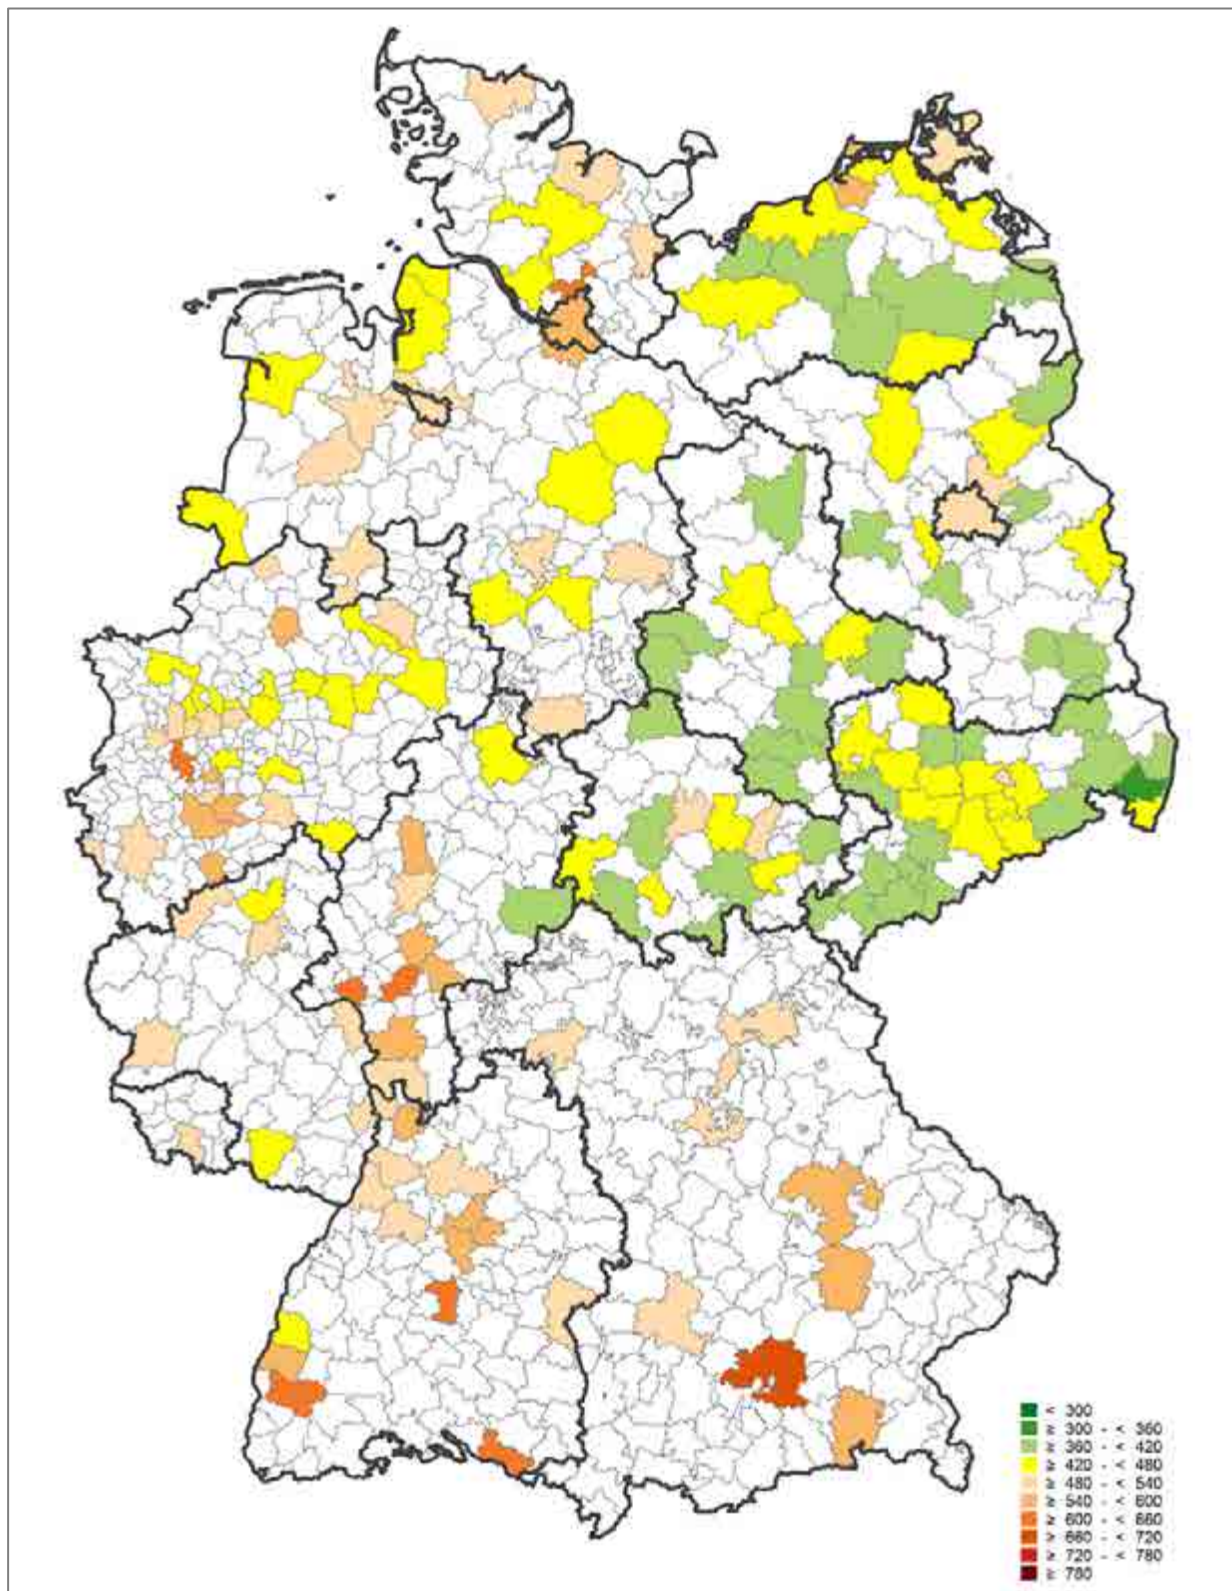 < 300
≥ 300 - < 360
≥ 360 - < 420
≥ 420 - < 480
≥ 480 - < 540
≥ 540 - < 600
≥ 600 - < 660
≥ 660 - < 720
≥ 720 - < 780
≥ 780